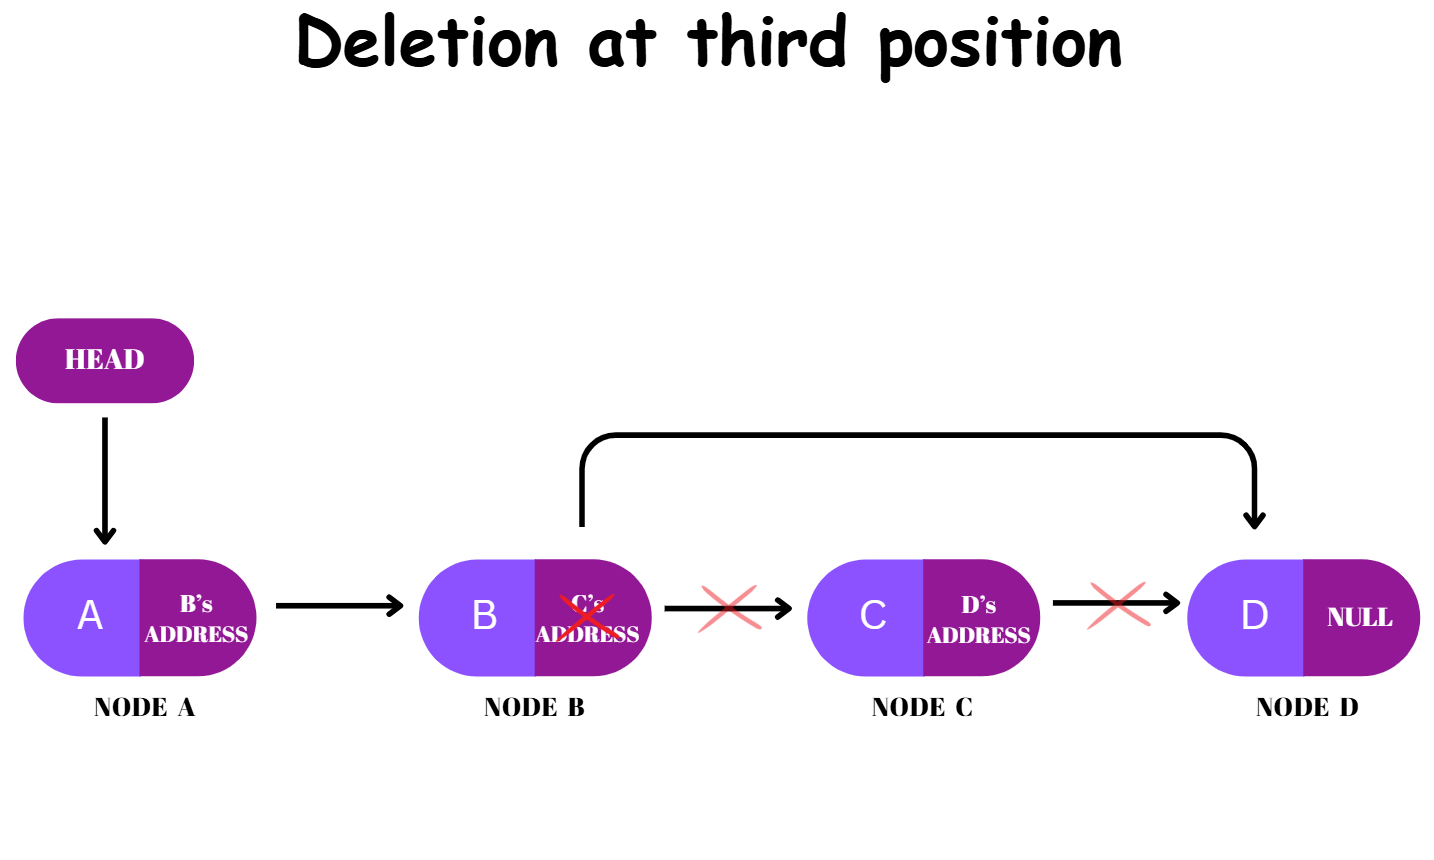 Deletion at third position
HEAD
A
B's
ADDRESS
B
C's
ADDRESS
C
D's
ADDRESS
D
NULL
NODE A
NODE B
NODE C
NODE D